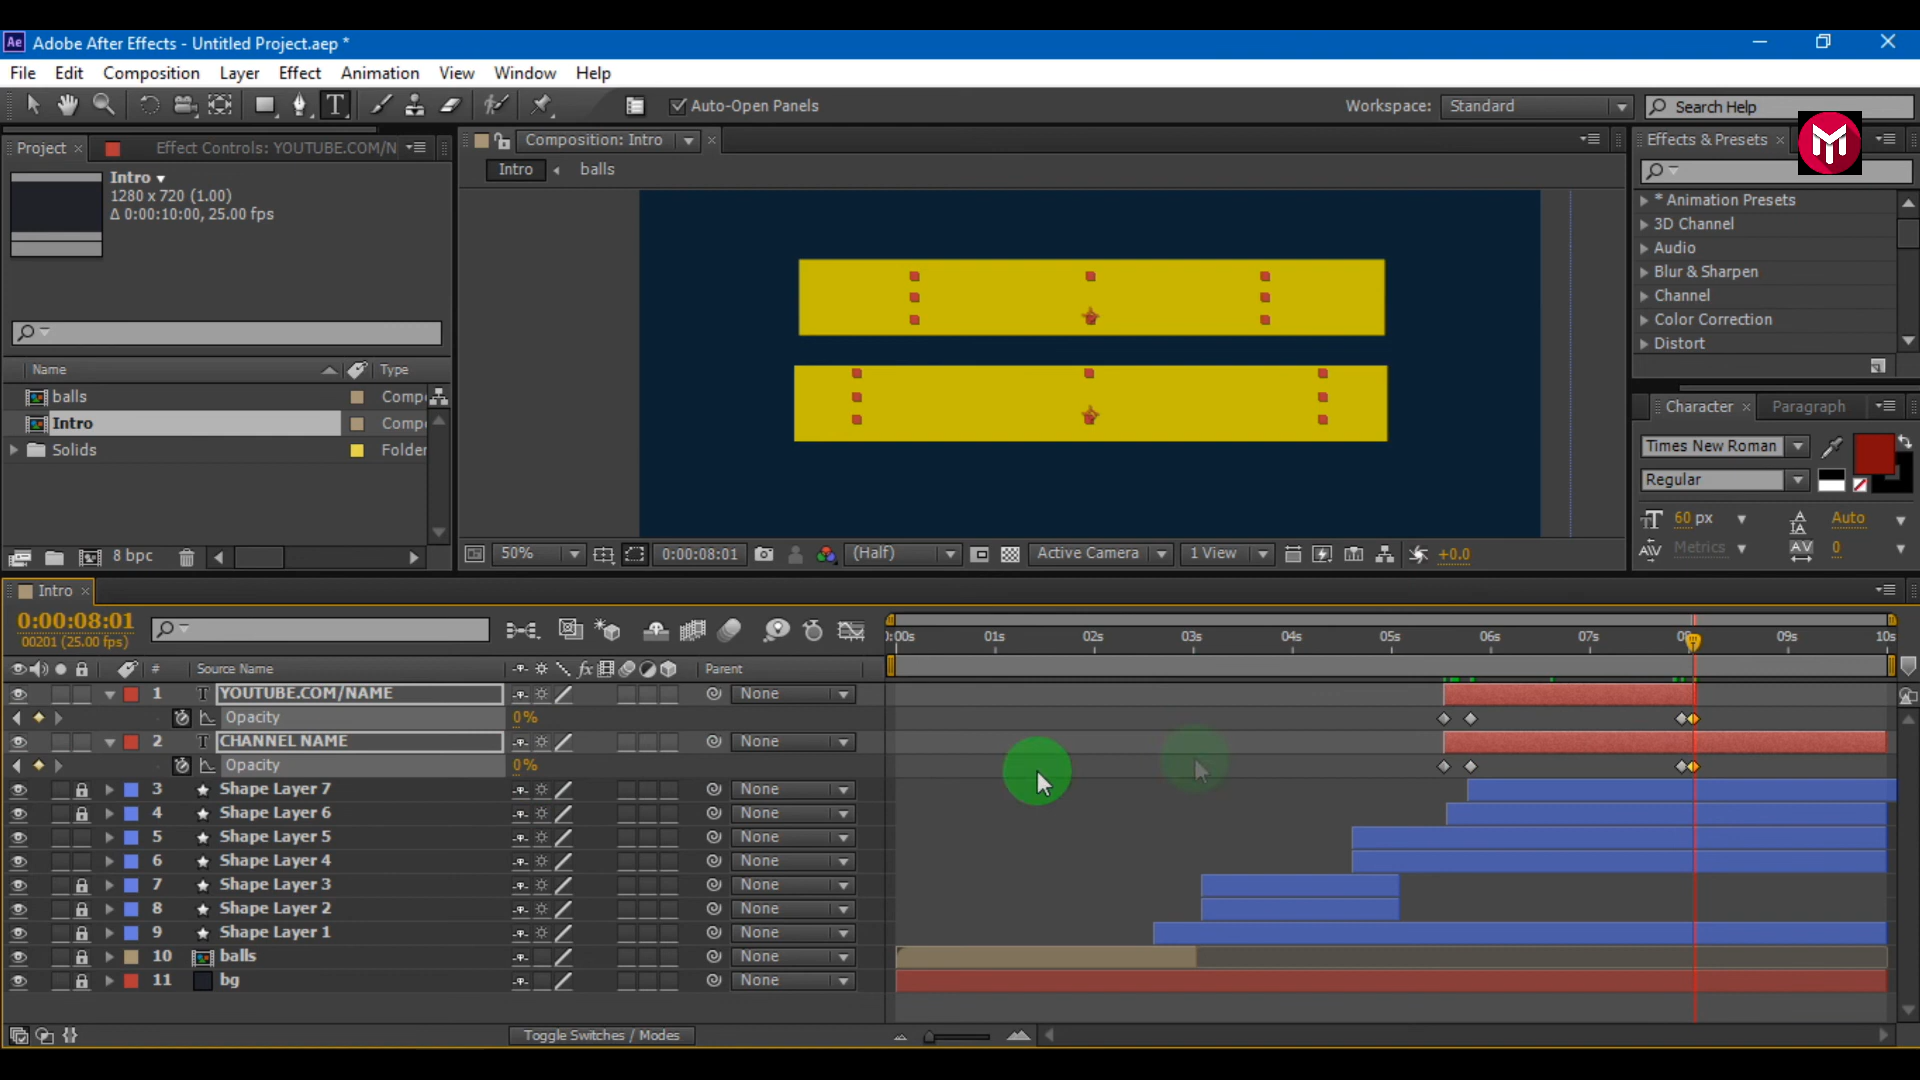 Ae Adobe After Effects - Untitled Project.aep *
File Edit Composition Layer Effect Animation View Window Help
T Auto-Open Panels Workspace: Standard Search Help
Project × Effect Controls: YOUTUBE.COM/N Composition: Intro × Effects & Presets ×
Intro
1280 x 720 (1.00)
Δ 0:00:10:00, 25.00 fps
Intro balls
* Animation Presets
3D Channel
Audio
Blur & Sharpen
Channel
Color Correction
Distort
Name Type
balls Comp
Intro Comp
Solids Folder
Character × Paragraph
Times New Roman
Regular
60 px Auto
Metrics 0
8 bpc 50% 0:00:08:01 (Half) Active Camera 1 View +0.0
Intro ×
0:00:08:01
00201 (25.00 fps)
):00s 01s 02s 03s 04s 05s 06s 07s 09s 10s
# Source Name fx Parent
1 T YOUTUBE.COM/NAME None
Opacity 0%
2 T CHANNEL NAME None
Opacity 0%
3 Shape Layer 7 None
4 Shape Layer 6 None
5 Shape Layer 5 None
6 Shape Layer 4 None
7 Shape Layer 3 None
8 Shape Layer 2 None
9 Shape Layer 1 None
10 balls None
11 bg None
Toggle Switches / Modes